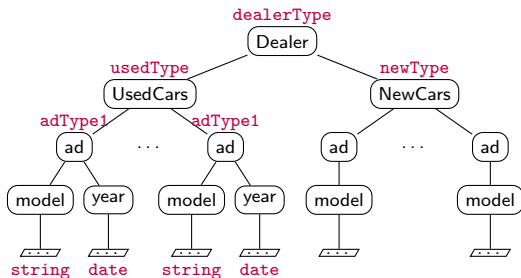 dealerType
Dealer
usedType newType
UsedCars NewCars
adType1 adType1
ad ... ad ad ... ad
model year model year model model
... ... ... ... ... ...
string date string date